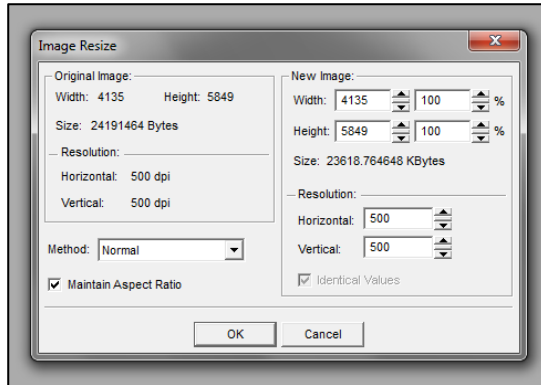 Image Resize
Original Image:
Width: 4135 Height: 5849
Size: 24191464 Bytes
Resolution:
Horizontal: 500 dpi
Vertical: 500 dpi
Method: Normal
Maintain Aspect Ratio
New Image:
Width: 4135 100 %
Height: 5849 100 %
Size: 23618.764648 KBytes
Resolution:
Horizontal: 500
Vertical: 500
Identical Values
OK Cancel